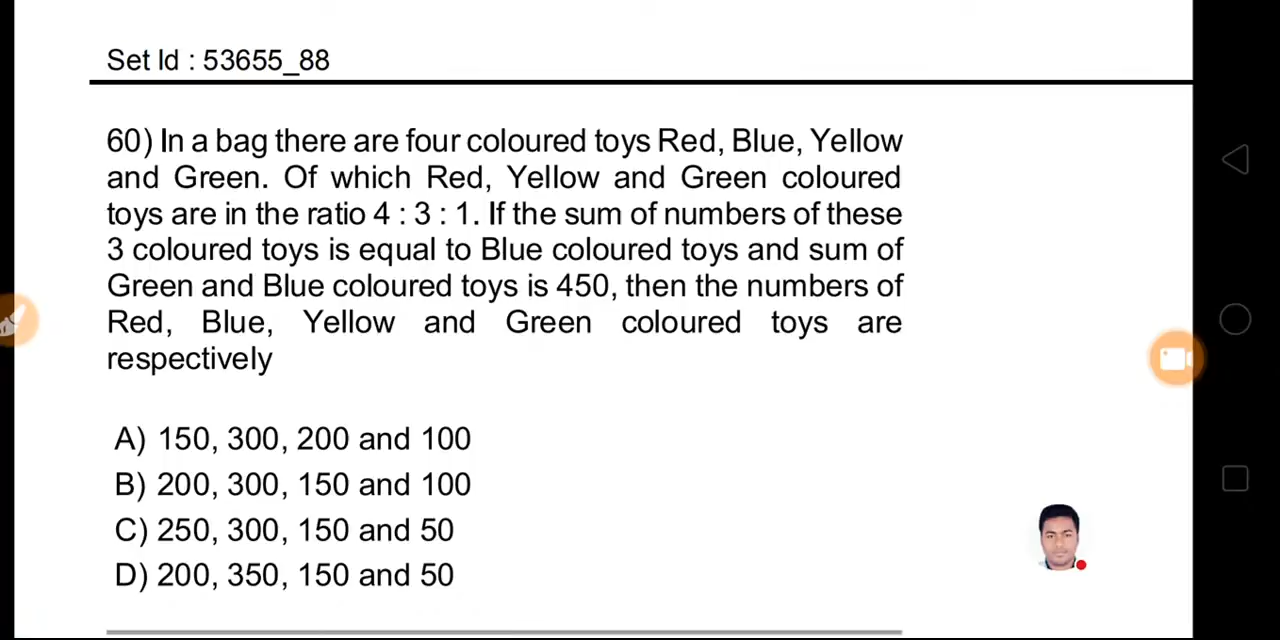 Set Id : 53655_88
60) In a bag there are four coloured toys Red, Blue, Yellow
and Green. Of which Red, Yellow and Green coloured
toys are in the ratio 4 : 3 : 1. If the sum of numbers of these
3 coloured toys is equal to Blue coloured toys and sum of
Green and Blue coloured toys is 450, then the numbers of
Red, Blue, Yellow and Green coloured toys are
respectively
A) 150, 300, 200 and 100
B) 200, 300, 150 and 100
C) 250, 300, 150 and 50
D) 200, 350, 150 and 50